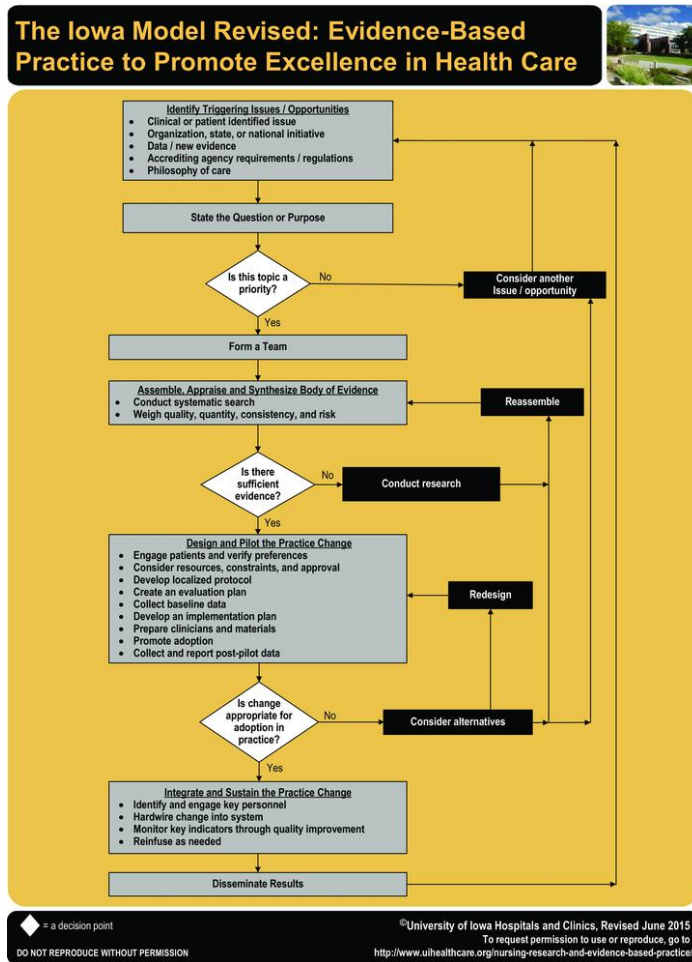 The Iowa Model Revised: Evidence-Based
Practice to Promote Excellence in Health Care
Identify Triggering Issues / Opportunities
• Clinical or patient identified issue
• Organization, state, or national initiative
• Data / new evidence
• Accrediting agency requirements / regulations
• Philosophy of care
State the Question or Purpose
Is this topic a
priority?
No
Consider another
Issue / opportunity
Yes
Form a Team
Assemble, Appraise and Synthesize Body of Evidence
• Conduct systematic search
• Weigh quality, quantity, consistency, and risk
Reassemble
Is there
sufficient
evidence?
No
Conduct research
Yes
Design and Pilot the Practice Change
• Engage patients and verify preferences
• Consider resources, constraints, and approval
• Develop localized protocol
• Create an evaluation plan
• Collect baseline data
• Develop an implementation plan
• Prepare clinicians and materials
• Promote adoption
• Collect and report post-pilot data
Redesign
Is change
appropriate for
adoption in
practice?
No
Consider alternatives
Yes
Integrate and Sustain the Practice Change
• Identify and engage key personnel
• Hardwire change into system
• Monitor key indicators through quality improvement
• Reinfuse as needed
Disseminate Results
= a decision point
©University of Iowa Hospitals and Clinics, Revised June 2015
To request permission to use or reproduce, go to
DO NOT REPRODUCE WITHOUT PERMISSION
http://www.uihealthcare.org/nursing-research-and-evidence-based-practice/